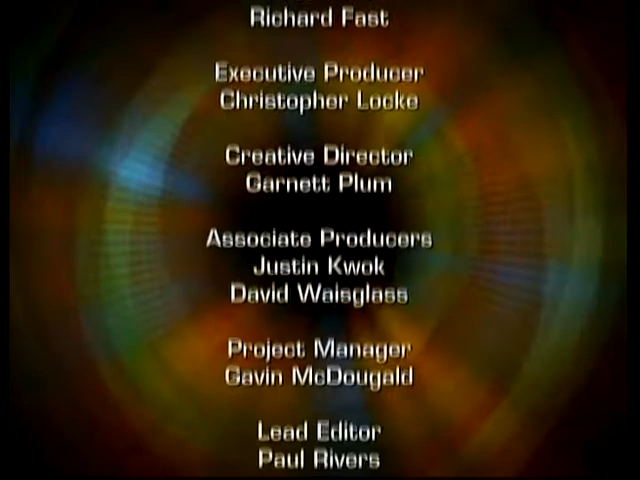 Richard Fast
Executive Producer
Christopher Locke
Creative Director
Garnett Plum
Associate Producers
Justin Kwok
David Waisglass
Project Manager
Gavin McDougald
Lead Editor
Paul Rivers